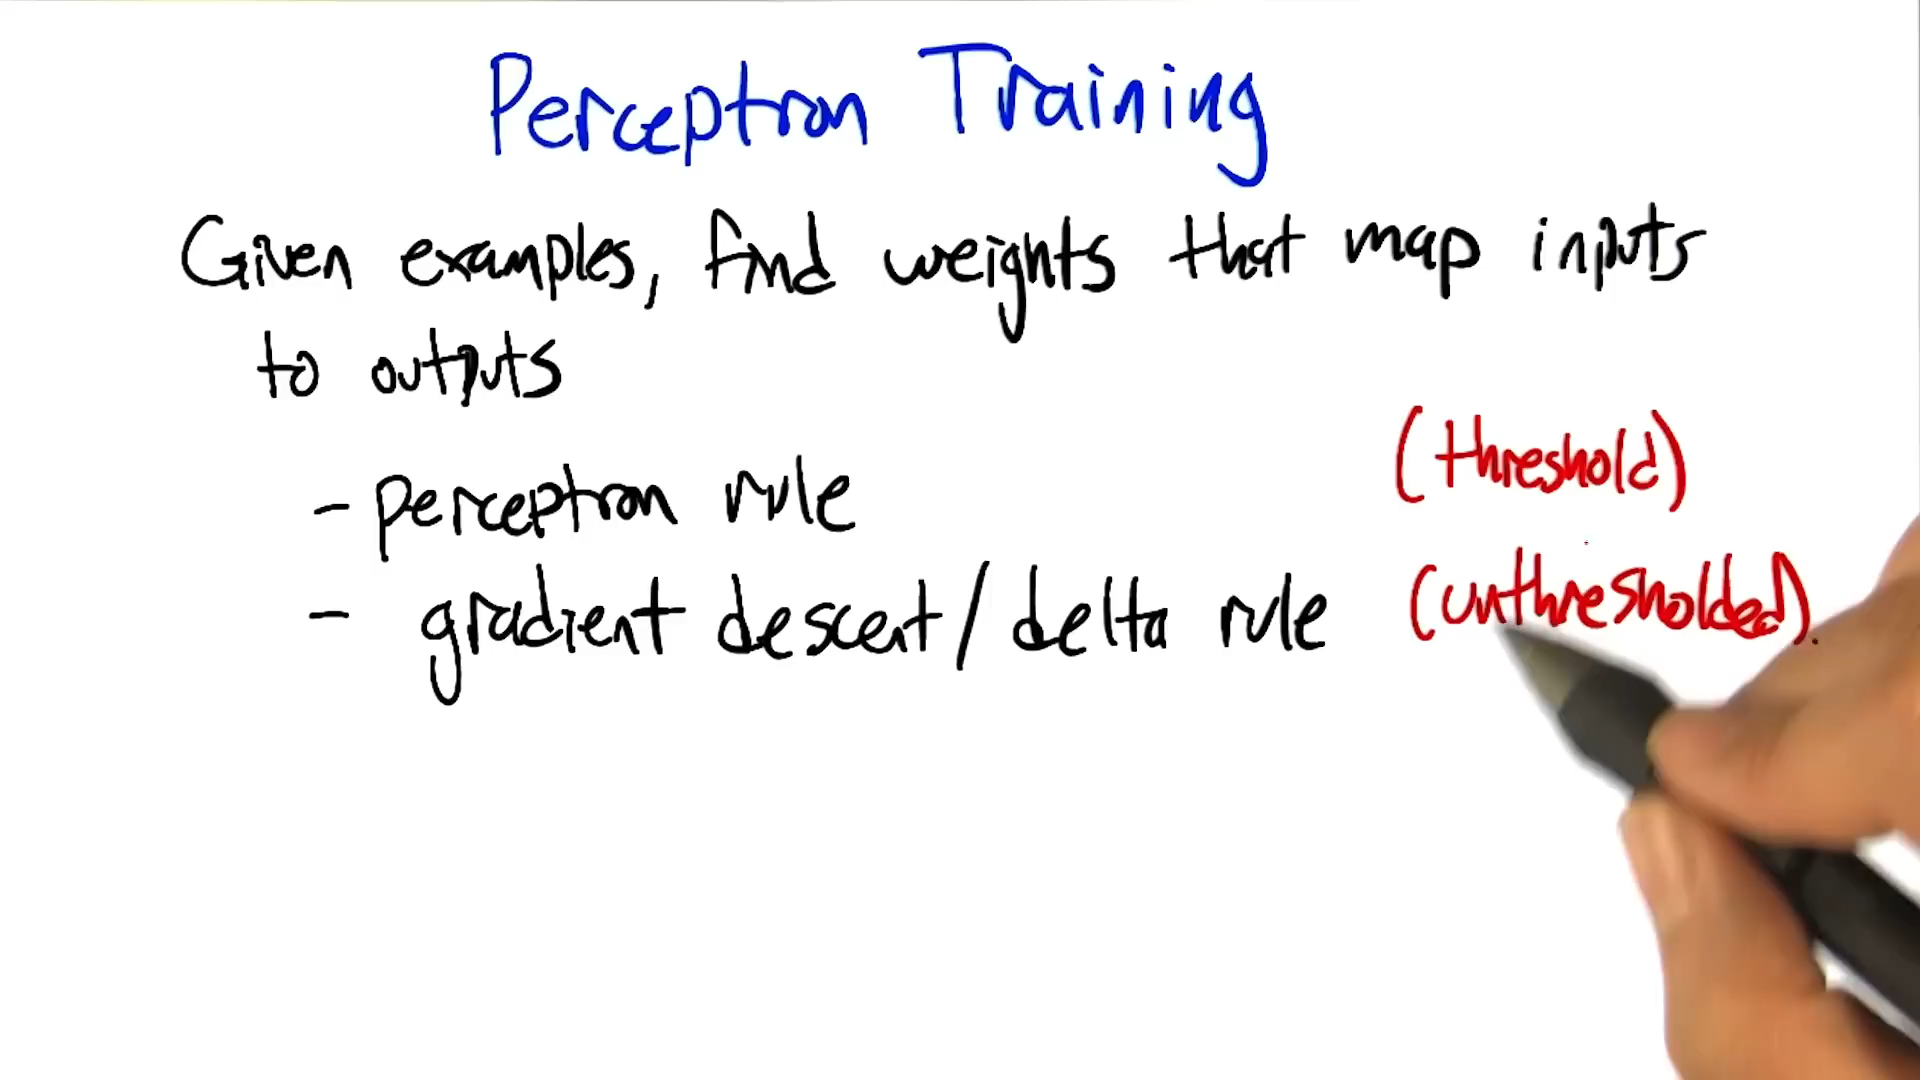 Perceptron Training
Given examples, find weights that map inputs
to outputs
- perceptron rule (threshold)
- gradient descent / delta rule (unthresholded)